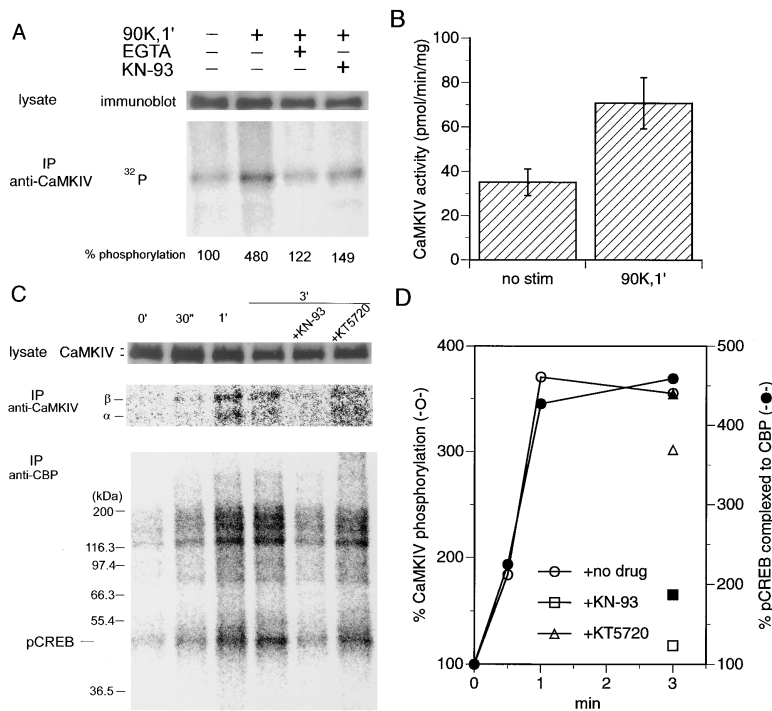 A
90K,1' – + + +
EGTA – – + –
KN-93 – – – +
lysate immunoblot
IP
anti-CaMKIV
32P
% phosphorylation 100 480 122 149
B
CaMKIV activity (pmol/min/mg)
100
80
60
40
20
0
no stim 90K,1'
C
3'
0' 30" 1' +KN-93 +KT5720
lysate CaMKIV
IP
anti-CaMKIV
β
α
IP
anti-CBP
(kDa)
200
116.3
97.4
66.3
55.4
pCREB
36.5
D
% CaMKIV phosphorylation (-O-)
400
300
200
100
% pCREB complexed to CBP (-●-)
500
400
300
200
100
+no drug
+KN-93
+KT5720
0 1 2 3
min